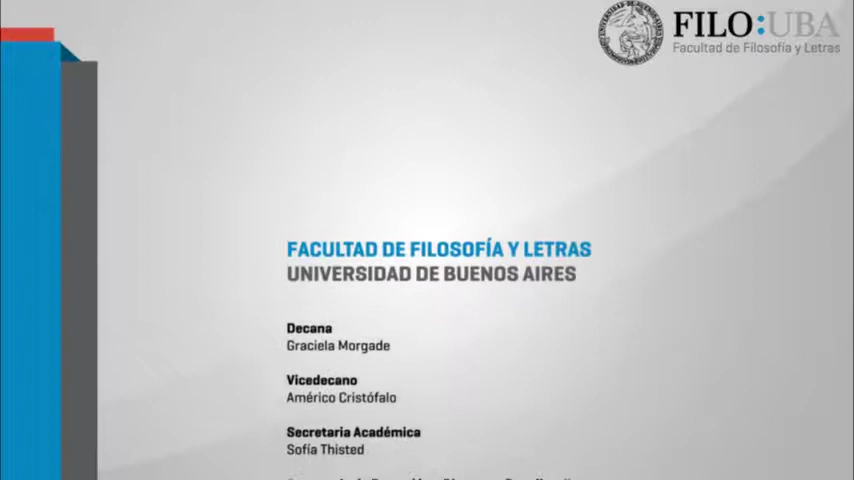 FILO:UBA
Facultad de Filosofía y Letras
FACULTAD DE FILOSOFÍA Y LETRAS
UNIVERSIDAD DE BUENOS AIRES
Decana
Graciela Morgade
Vicedecano
Américo Cristófalo
Secretaria Académica
Sofía Thisted